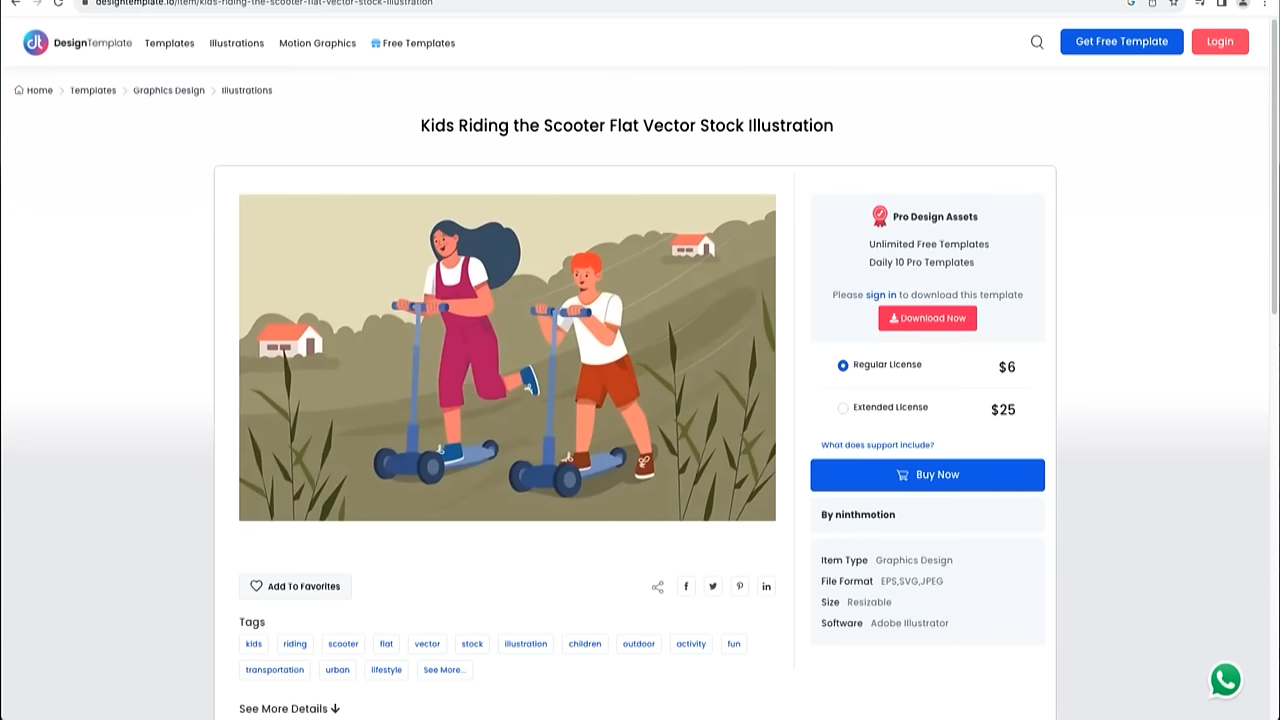 designtemplate.io/item/kids-riding-the-scooter-flat-vector-stock-illustration
dt DesignTemplate Templates Illustrations Motion Graphics Free Templates Get Free Template Login
Home > Templates > Graphics Design > Illustrations
Kids Riding the Scooter Flat Vector Stock Illustration
Pro Design Assets
Unlimited Free Templates
Daily 10 Pro Templates
Please sign in to download this template
Download Now
Regular License $6
Extended License $25
What does support include?
Buy Now
By ninthmotion
Item Type Graphics Design
File Format EPS,SVG,JPEG
Size Resizable
Software Adobe Illustrator
Add To Favorites
Tags
kids riding scooter flat vector stock illustration children outdoor activity fun
transportation urban lifestyle See More...
See More Details